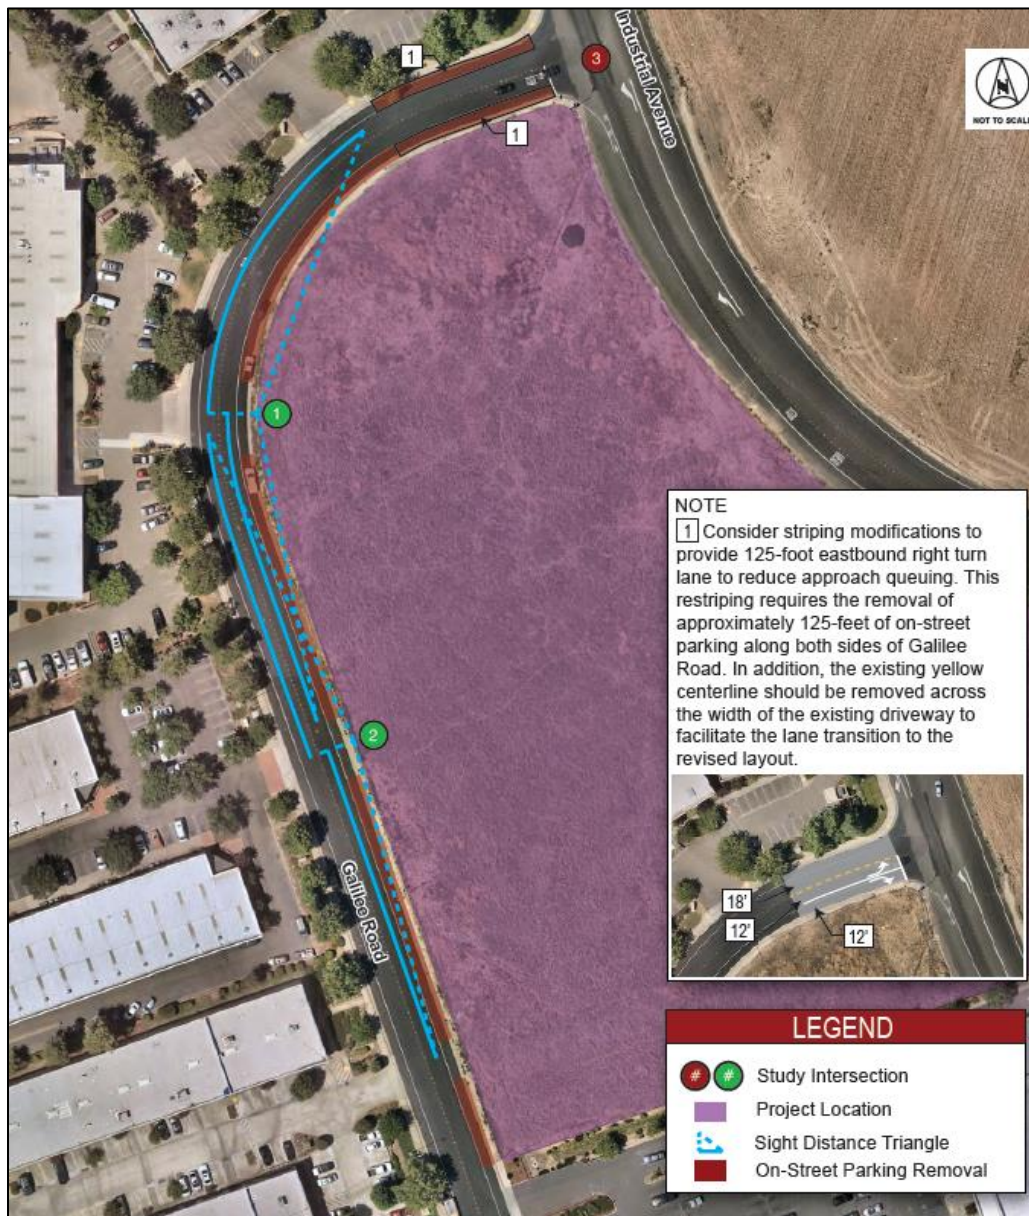 1
3
Industrial Avenue
N
NOT TO SCALE
1
1
2
Galilee Road
NOTE
1 Consider striping modifications to
provide 125-foot eastbound right turn
lane to reduce approach queuing. This
restriping requires the removal of
approximately 125-feet of on-street
parking along both sides of Galilee
Road. In addition, the existing yellow
centerline should be removed across
the width of the existing driveway to
facilitate the lane transition to the
revised layout.
18'
12'
12'
LEGEND
# # Study Intersection
Project Location
Sight Distance Triangle
On-Street Parking Removal